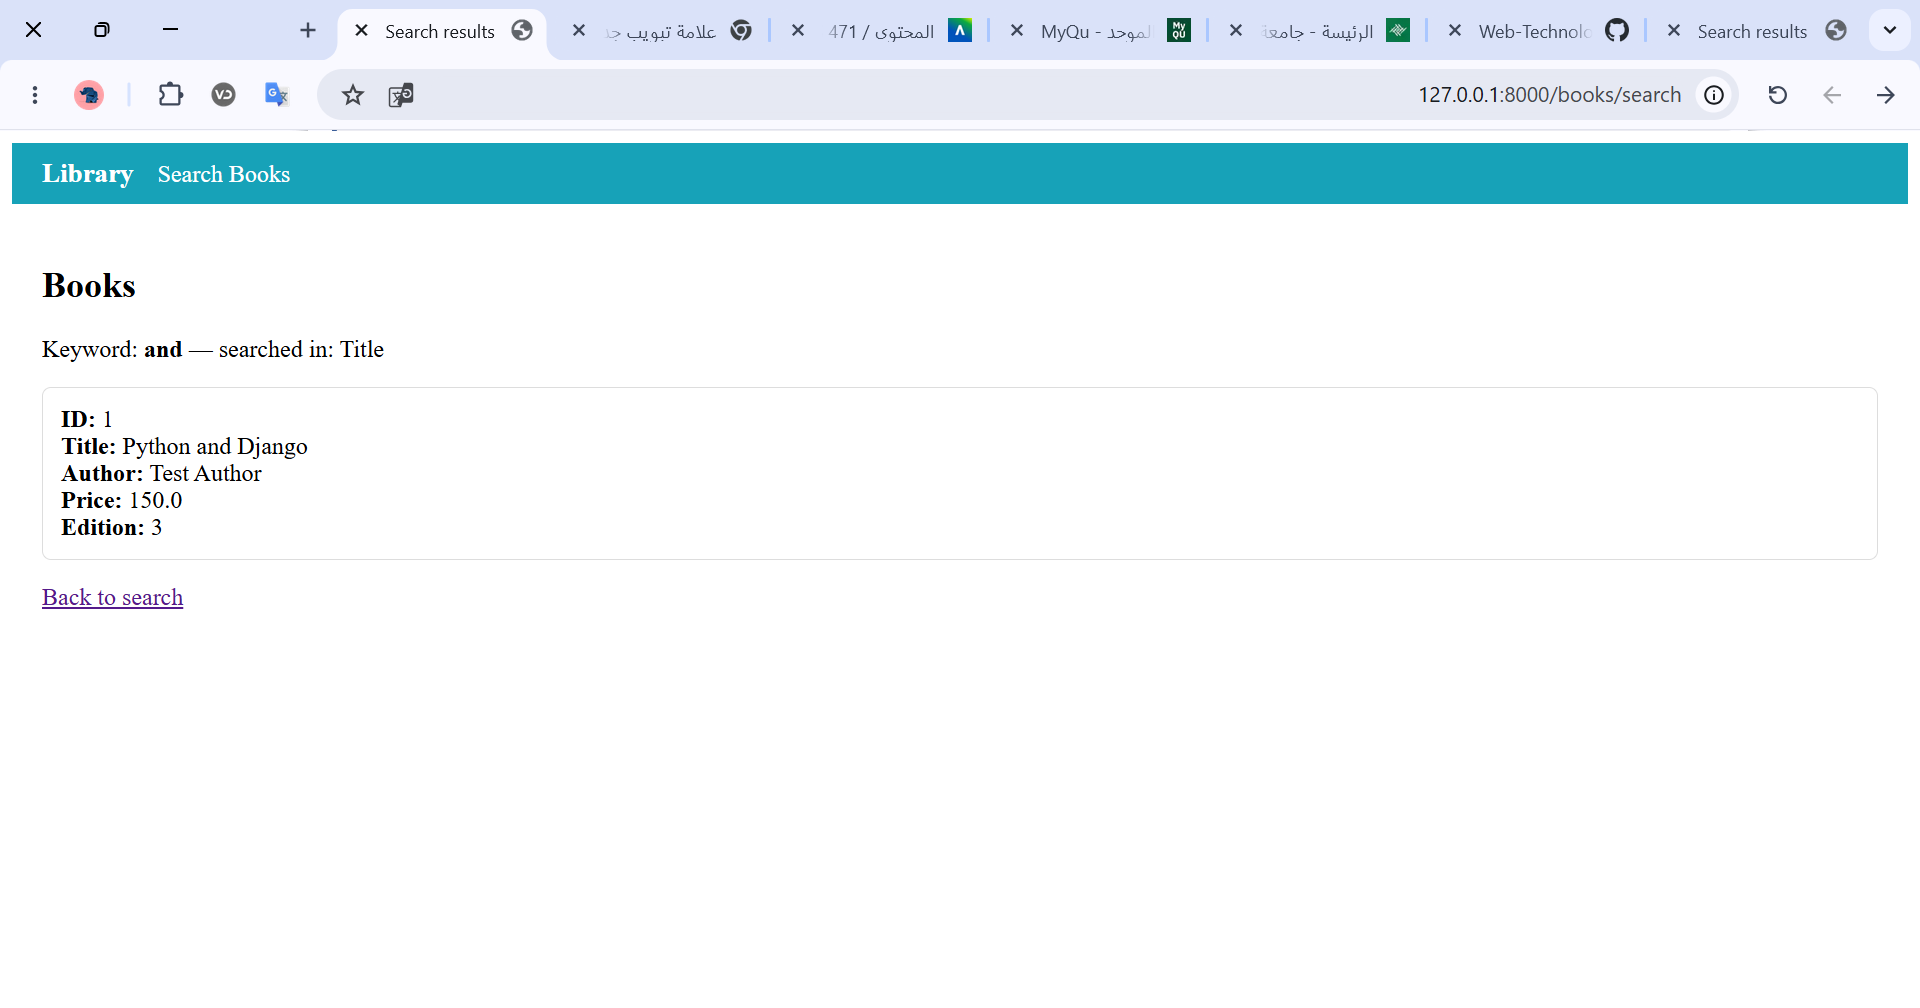 Search results
علامة تبويب جد
المحتوى / 471
MyQu - الموحد
الرئيسة - جامعة
Web-Technolo
Search results
127.0.0.1:8000/books/search
Library Search Books
Books
Keyword: and — searched in: Title
ID: 1
Title: Python and Django
Author: Test Author
Price: 150.0
Edition: 3
Back to search